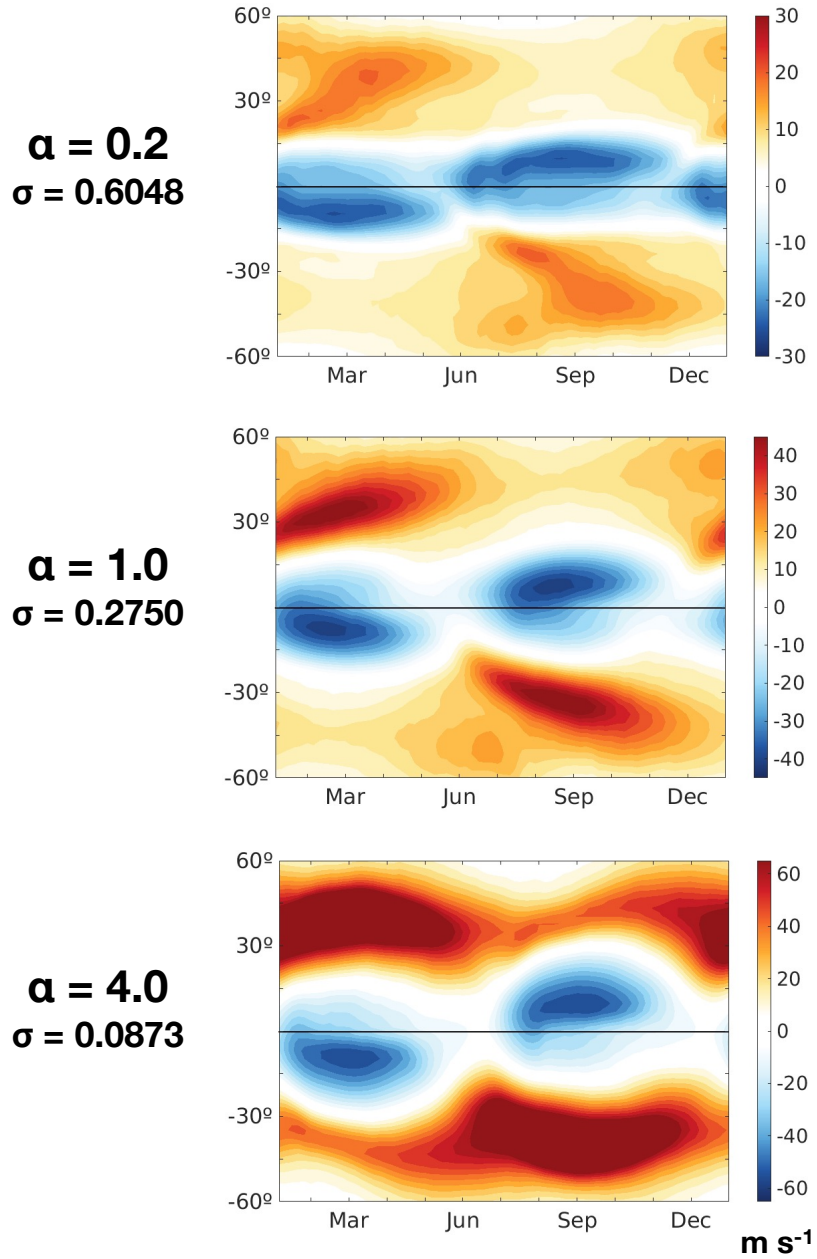 α = 0.2
σ = 0.6048
60º
30º
0
-30º
-60º
Mar Jun Sep Dec
30
20
10
0
-10
-20
-30
α = 1.0
σ = 0.2750
60º
30º
0
-30º
-60º
Mar Jun Sep Dec
40
30
20
10
0
-10
-20
-30
-40
α = 4.0
σ = 0.0873
60º
30º
0
-30º
-60º
Mar Jun Sep Dec
60
40
20
0
-20
-40
-60
m s⁻¹